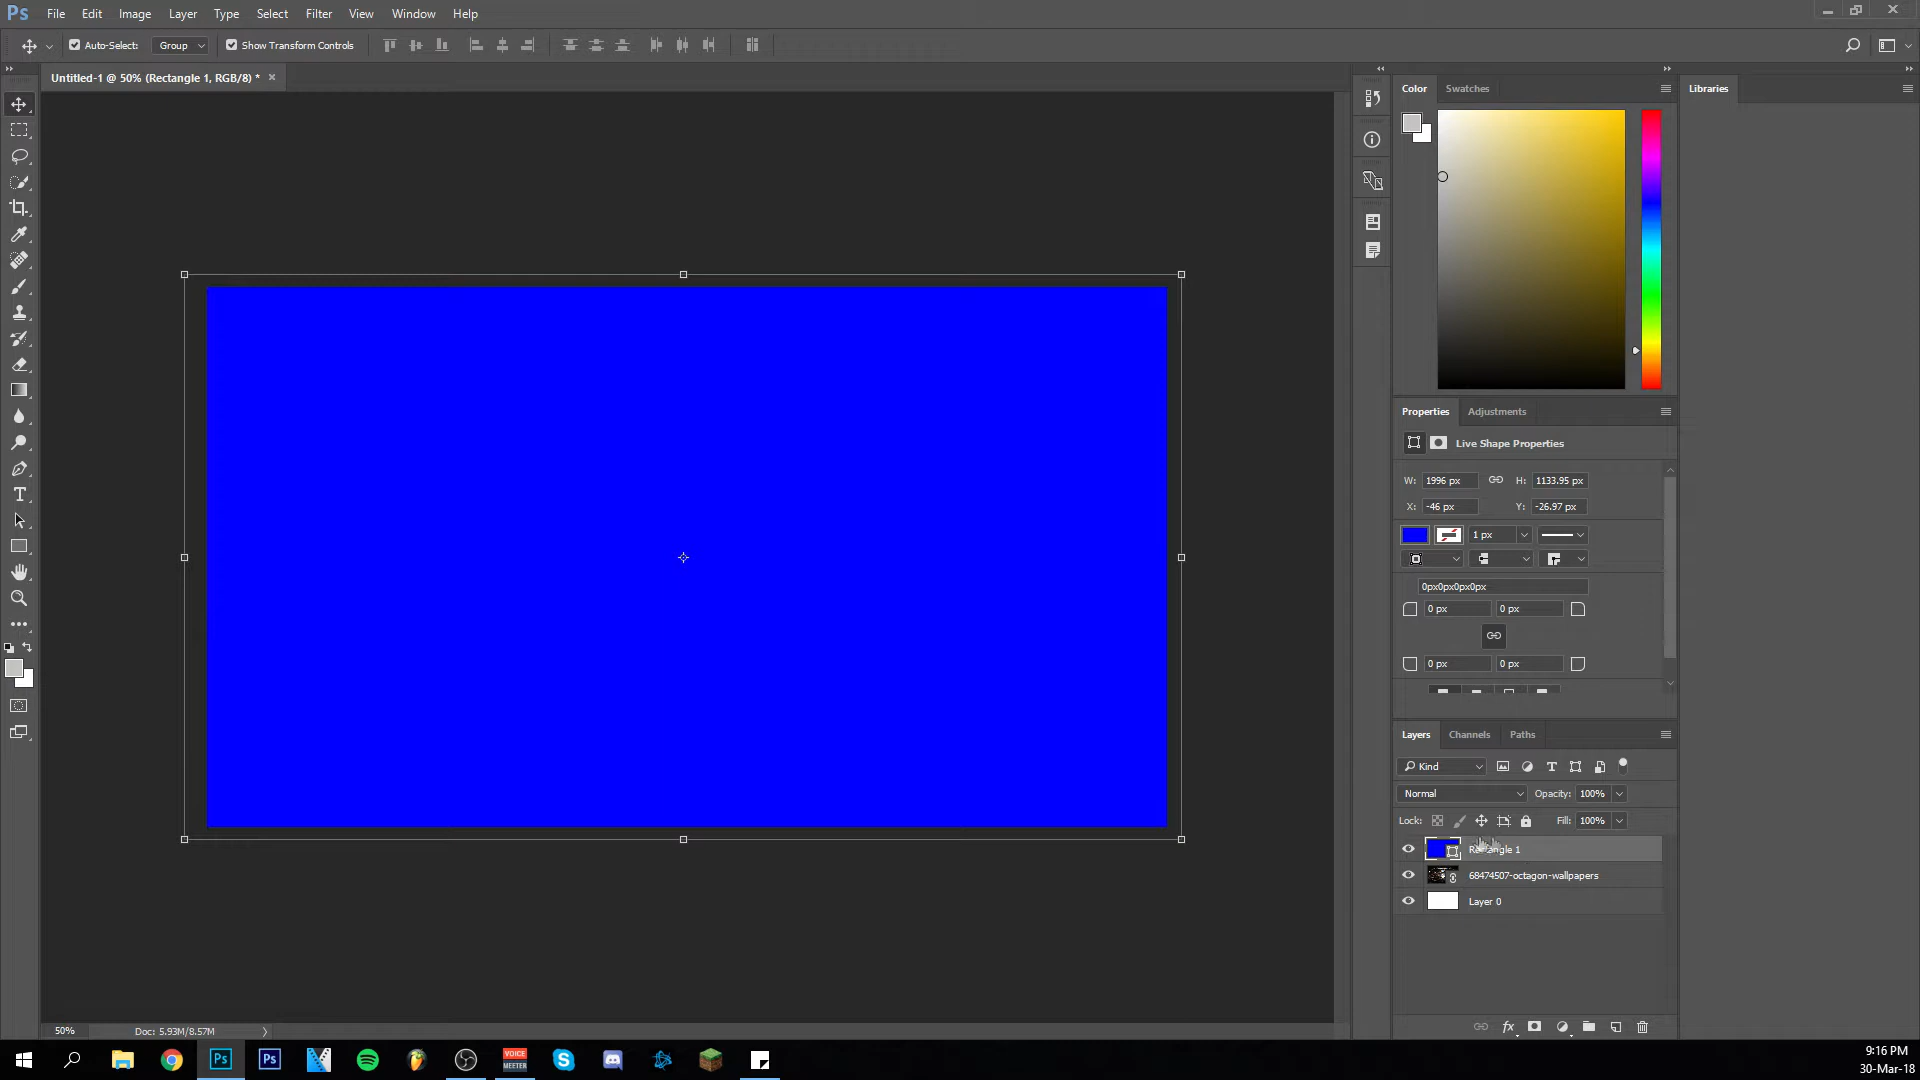 Ps File Edit Image Layer Type Select Filter View Window Help
Auto-Select: Group Show Transform Controls
Untitled-1 @ 50% (Rectangle 1, RGB/8) *
Color Swatches
Libraries
Properties Adjustments
Live Shape Properties
W: 1996 px H: 1133.95 px
X: -46 px Y: -26.97 px
1 px
0px0px0px0px
0 px 0 px
0 px 0 px
Layers Channels Paths
Kind
Normal Opacity: 100%
Lock: Fill: 100%
Rectangle 1
68474507-octagon-wallpapers
Layer 0
50% Doc: 5.93M/8.57M
Ps Ps VOICE
MEETER
9:16 PM
30-Mar-18